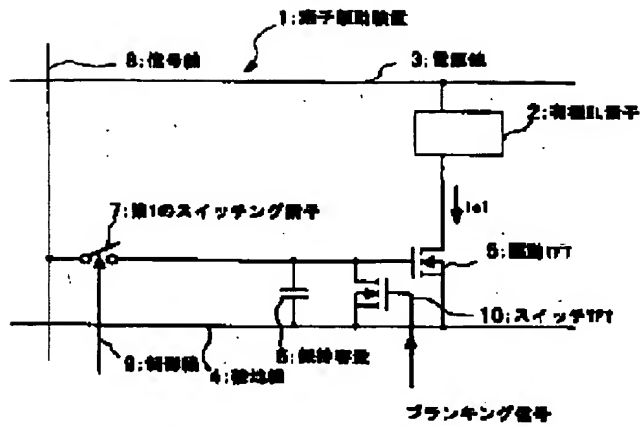 1;素子駆動装置
8;信号線
3;電源線
2;有機EL素子
7;第1のスイッチング素子
Iel
5;駆動TFT
10;スイッチTFT
9;制御線
4;接地線
6;保持容量
ブランキング信号